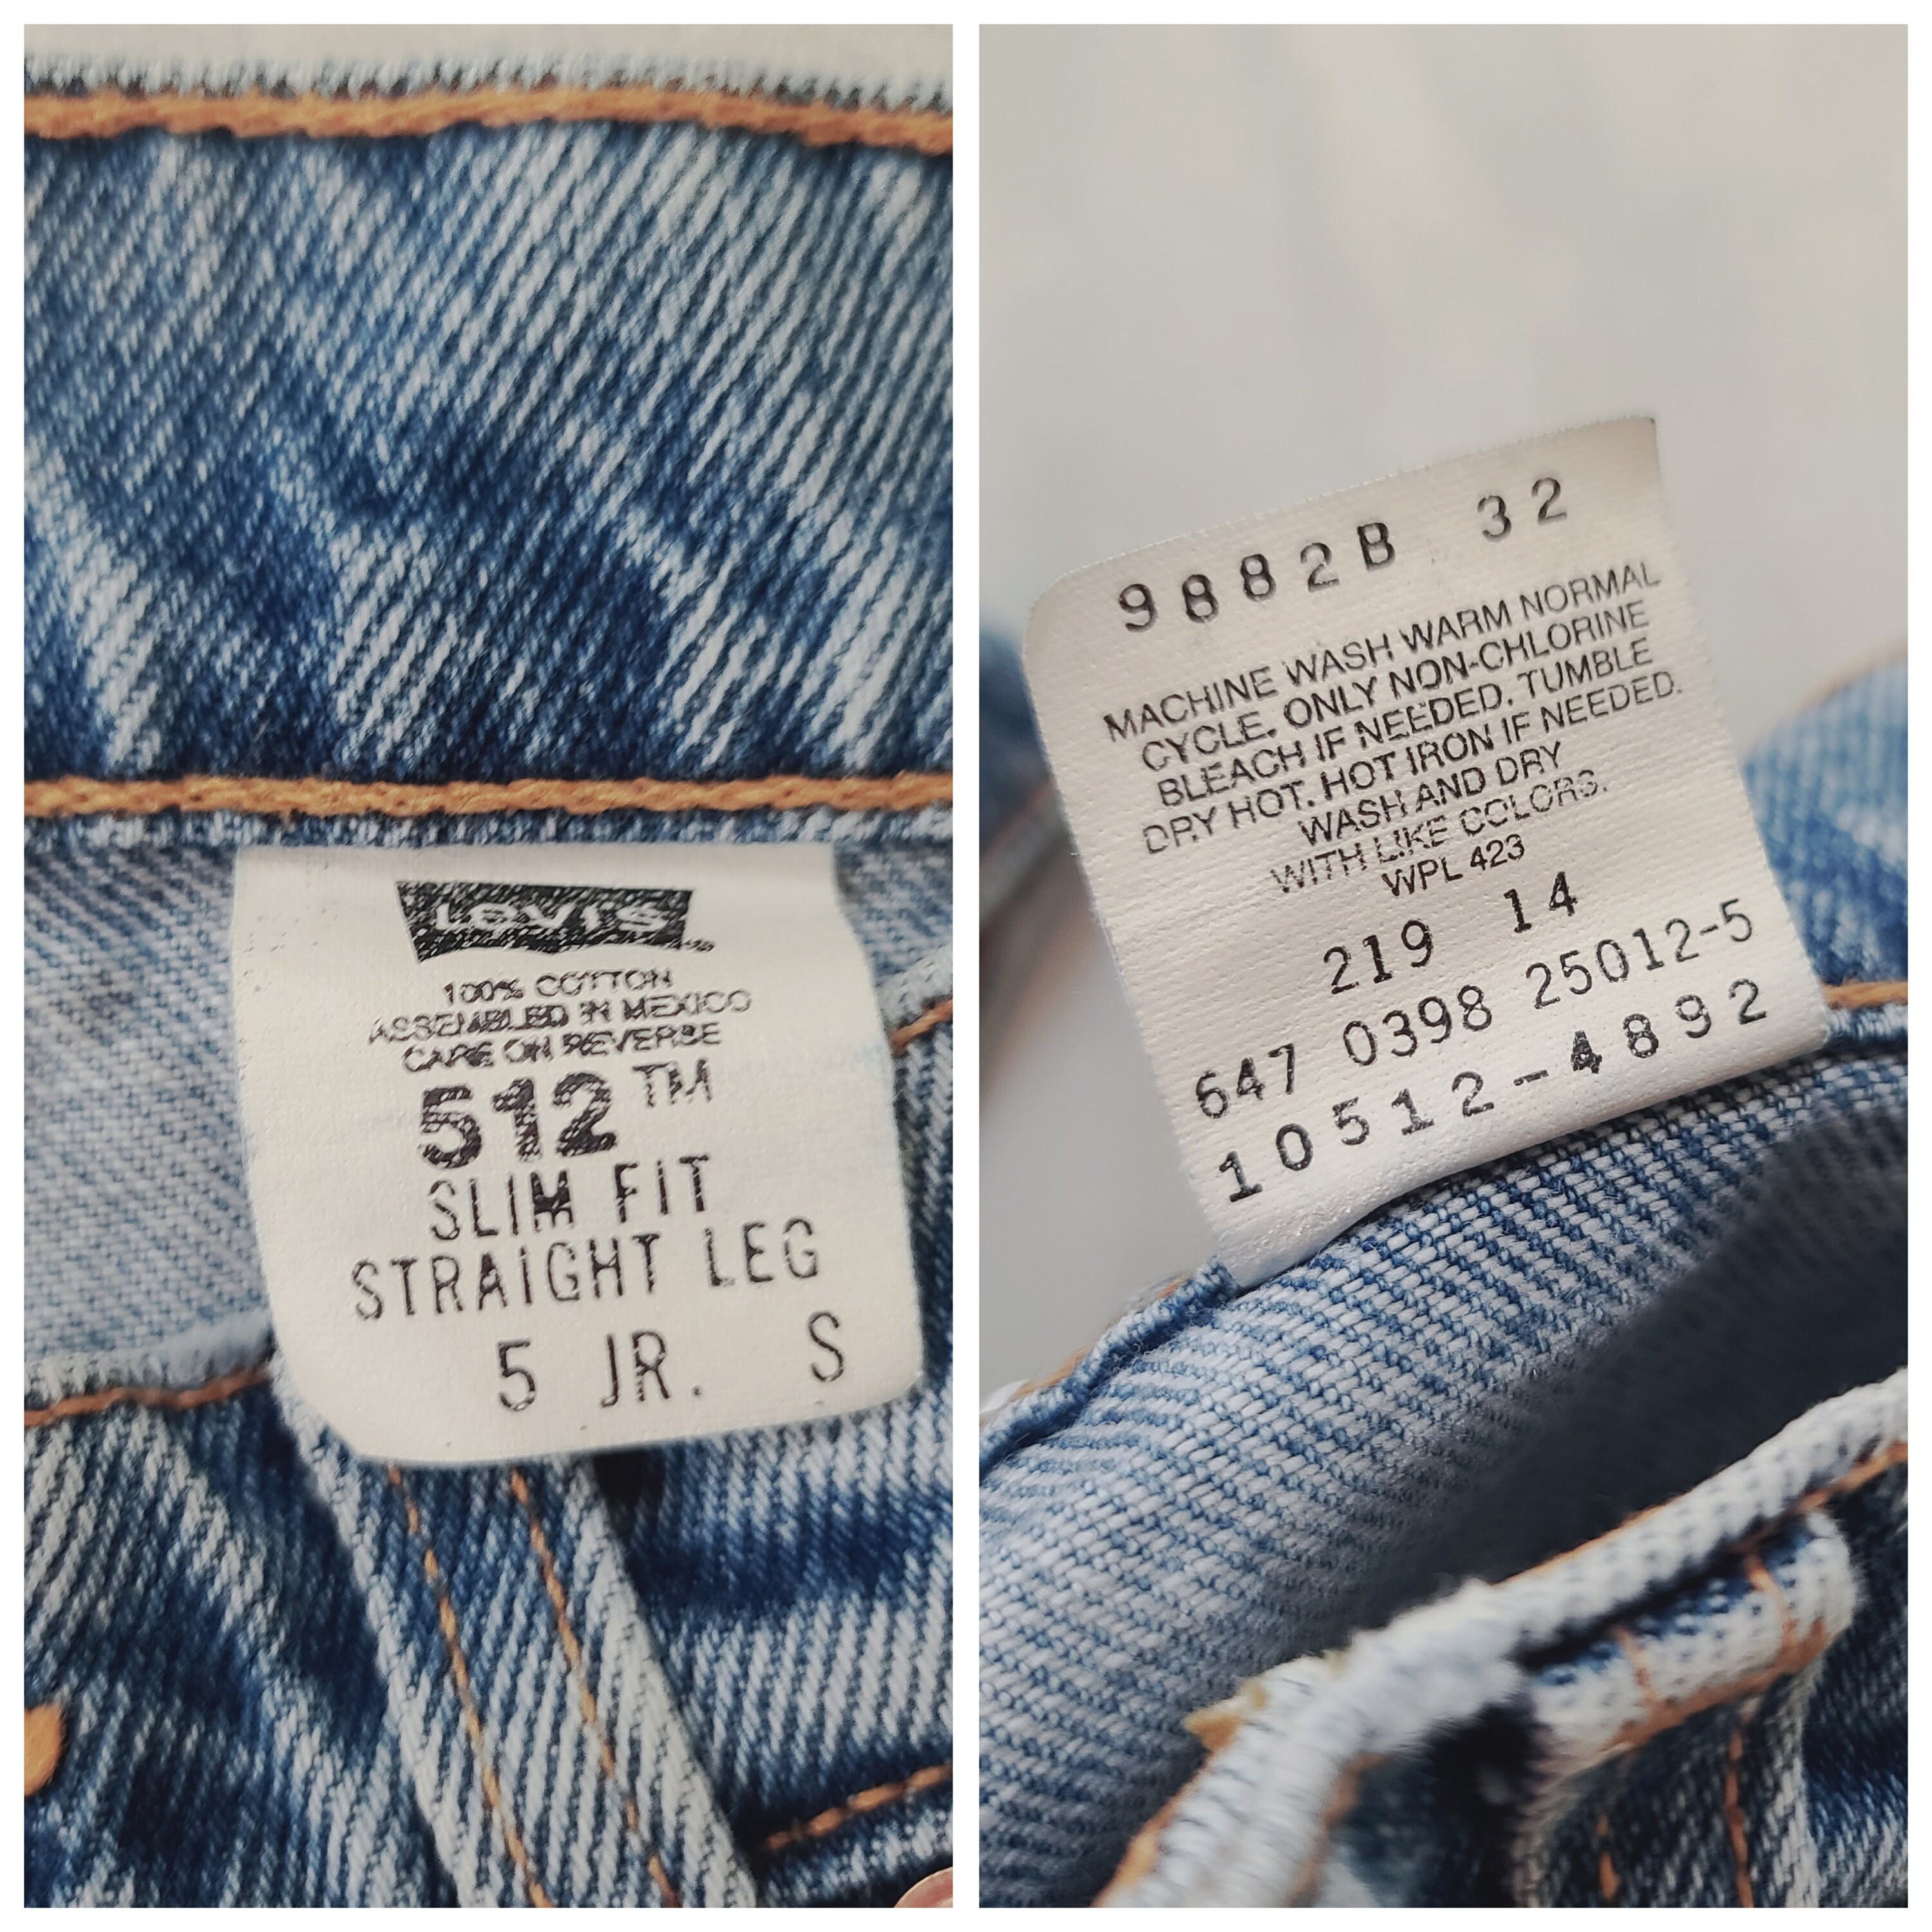 Levi's
100% COTTON
ASSEMBLED IN MEXICO
CARE ON REVERSE
512™
SLIM FIT
STRAIGHT LEG
5 JR. S
9882B 32
MACHINE WASH WARM NORMAL
CYCLE. ONLY NON-CHLORINE
BLEACH IF NEEDED. TUMBLE
DRY HOT. HOT IRON IF NEEDED.
WASH AND DRY
WITH LIKE COLORS.
WPL 423
219 14
647 0398 25012-5
10512-4892